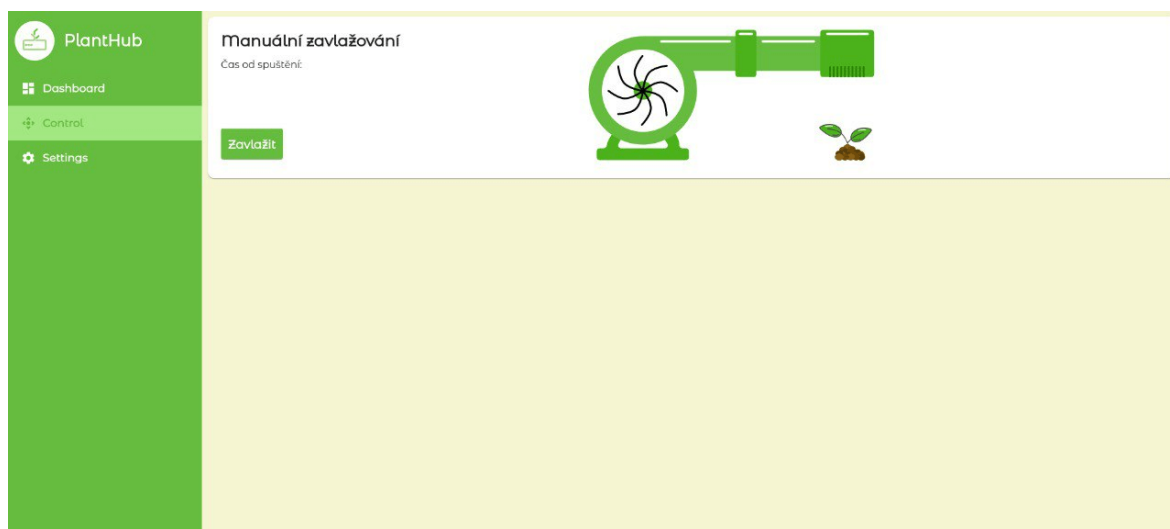 PlantHub
Dashboard
Control
Settings
Manuální zavlažování
Čas od spuštění:
Zavlažit